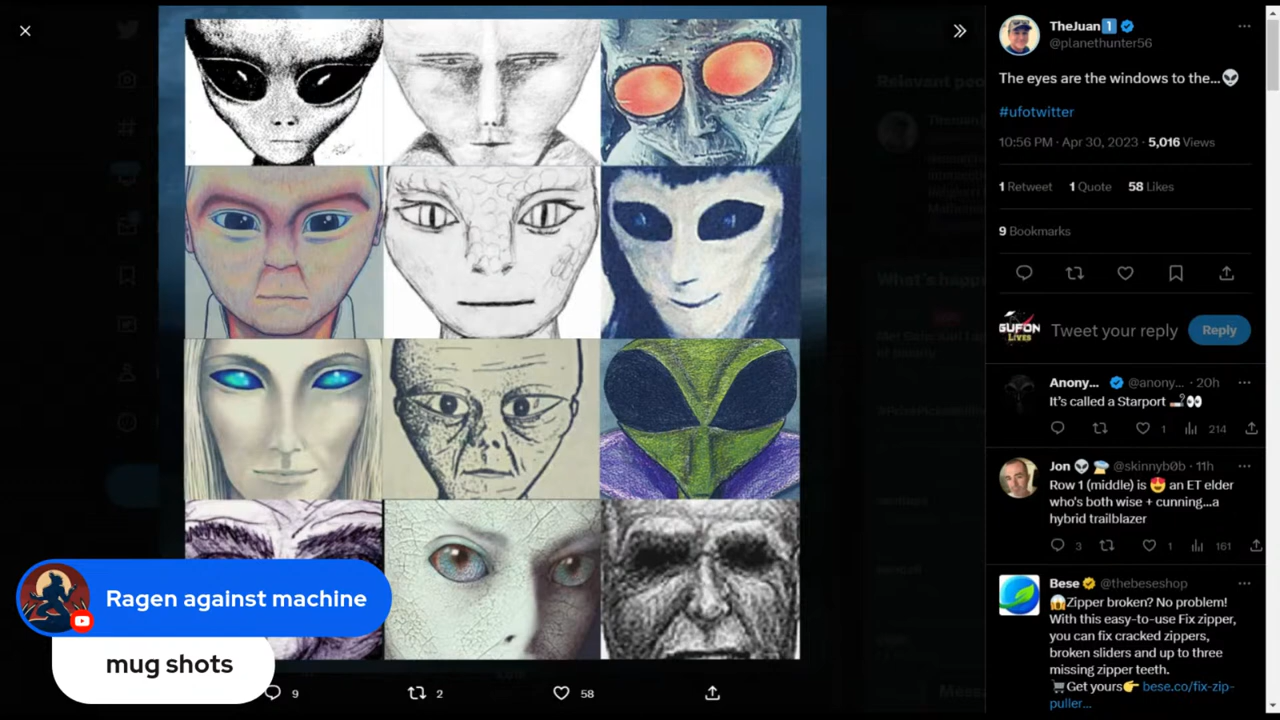 TheJuan1
@planethunter56
The eyes are the windows to the...👽
#ufotwitter
10:56 PM · Apr 30, 2023 · 5,016 Views
1 Retweet 1 Quote 58 Likes
9 Bookmarks
GUFON
LIVES
Tweet your reply
Reply
Anony... @anony... · 20h
It's called a Starport 🚬👀
1 214
Jon 👽 @skinnyb0b · 11h
Row 1 (middle) is 😍 an ET elder
who's both wise + cunning...a
hybrid trailblazer
3 1 161
Bese @thebeseshop
😱Zipper broken? No problem!
With this easy-to-use Fix zipper,
you can fix cracked zippers,
broken sliders and up to three
missing zipper teeth.
🛒Get yours👉 bese.co/fix-zip-
puller...
Ragen against machine
mug shots
9 2 58